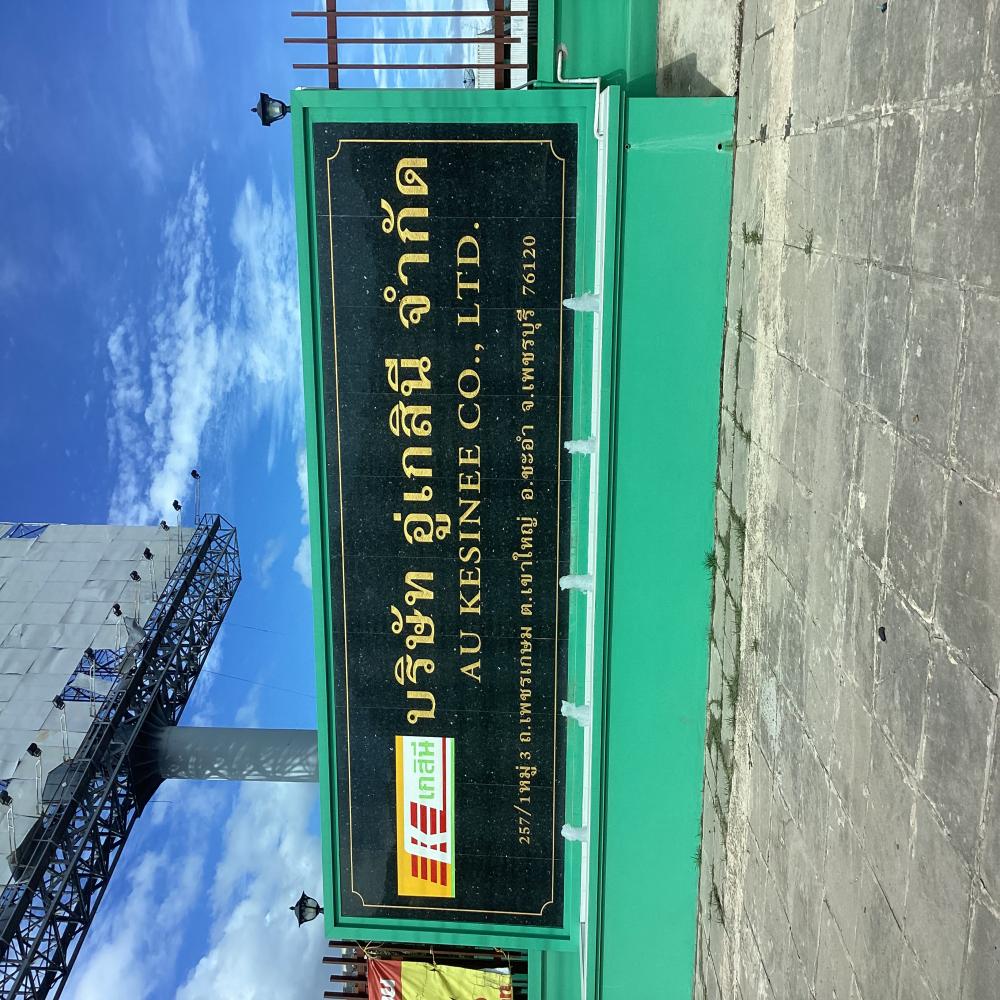 บริษัท อู่เกสินี จำกัด
AU KESINEE CO., LTD.
เกสินี
257/1หมู่ 3 ถ.เพชรเกษม ต.เขาใหญ่ อ.ชะอำ จ.เพชรบุรี 76120